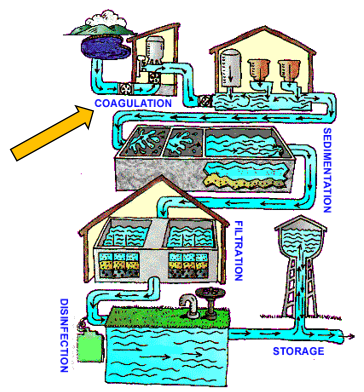 COAGULATION
SEDIMENTATION
FILTRATION
DISINFECTION
STORAGE